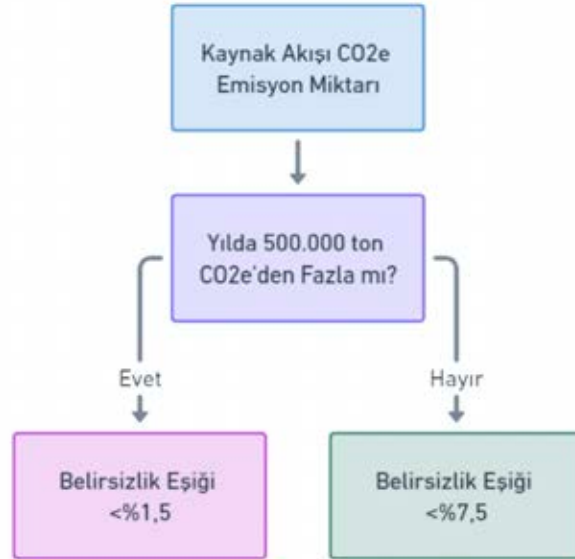 Kaynak Akışı CO2e
Emisyon Miktarı
Yılda 500.000 ton
CO2e'den Fazla mı?
Evet
Hayır
Belirsizlik Eşiği
<%1,5
Belirsizlik Eşiği
<%7,5